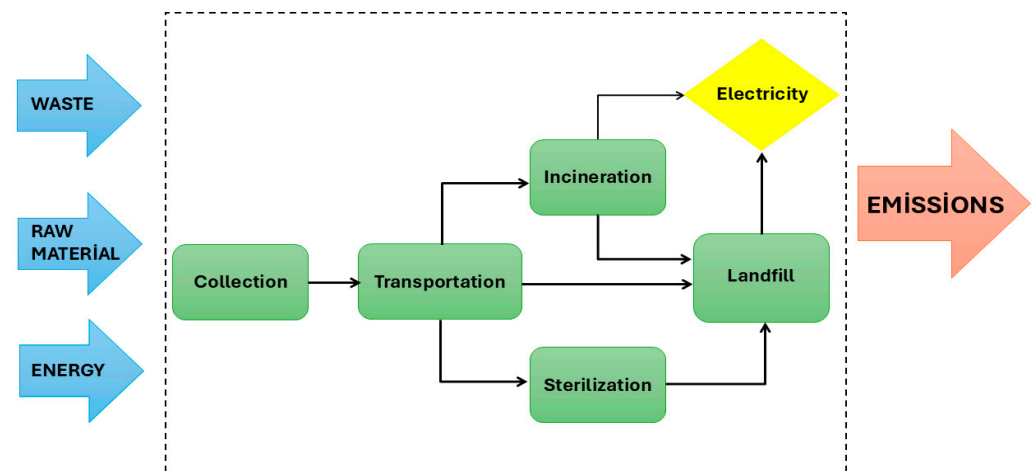 WASTE
RAW
MATERİAL
ENERGY
Collection
Transportation
Incineration
Sterilization
Landfill
Electricity
EMİSSİONS